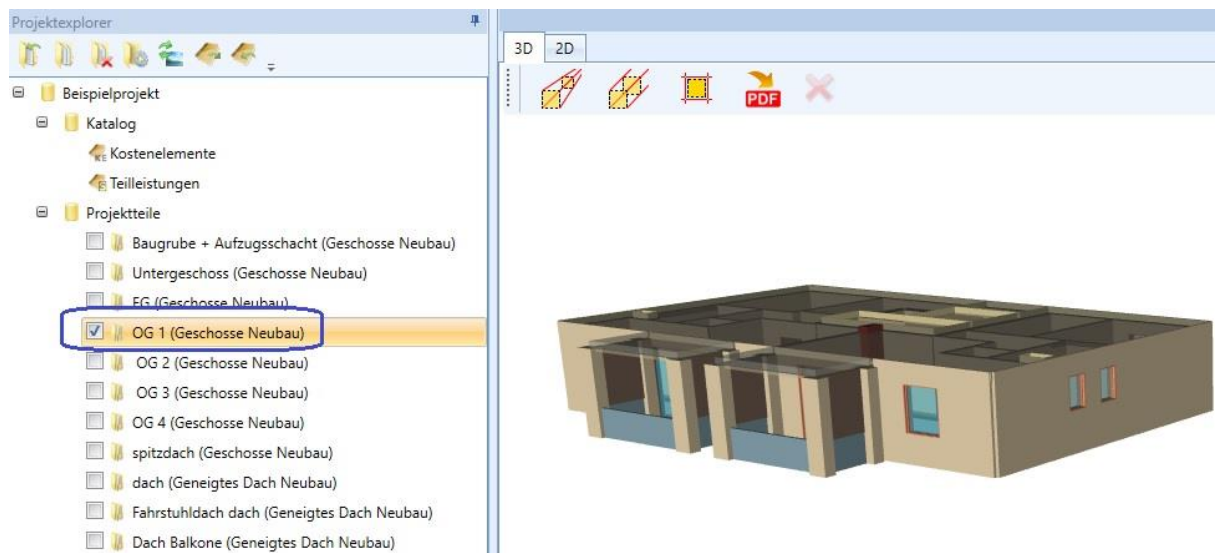 Projektexplorer
Beispielprojekt
Katalog
KE Kostenelemente
E Teilleistungen
Projektteile
Baugrube + Aufzugsschacht (Geschosse Neubau)
Untergeschoss (Geschosse Neubau)
EG (Geschosse Neubau)
OG 1 (Geschosse Neubau)
OG 2 (Geschosse Neubau)
OG 3 (Geschosse Neubau)
OG 4 (Geschosse Neubau)
spitzdach (Geschosse Neubau)
dach (Geneigtes Dach Neubau)
Fahrstuhldach dach (Geneigtes Dach Neubau)
Dach Balkone (Geneigtes Dach Neubau)
3D 2D
PDF